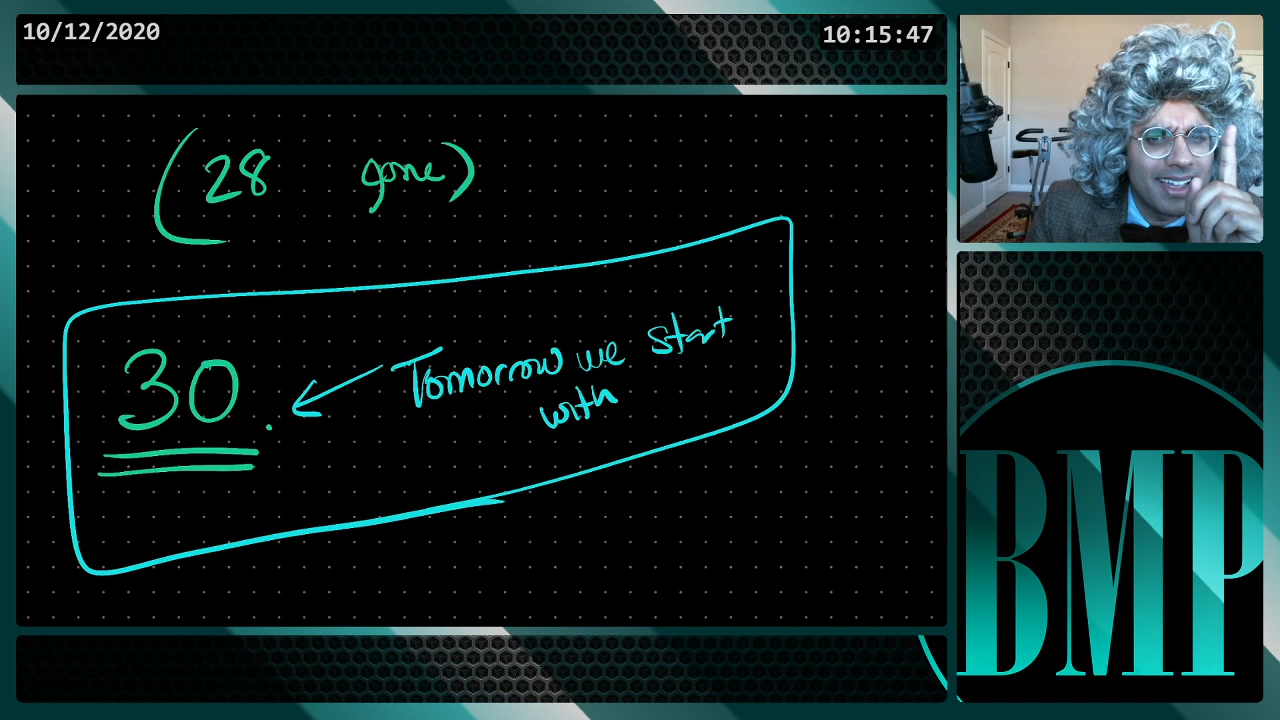 10/12/2020
10:15:47
(28 gone)
30.
Tomorrow we start
with
BMP